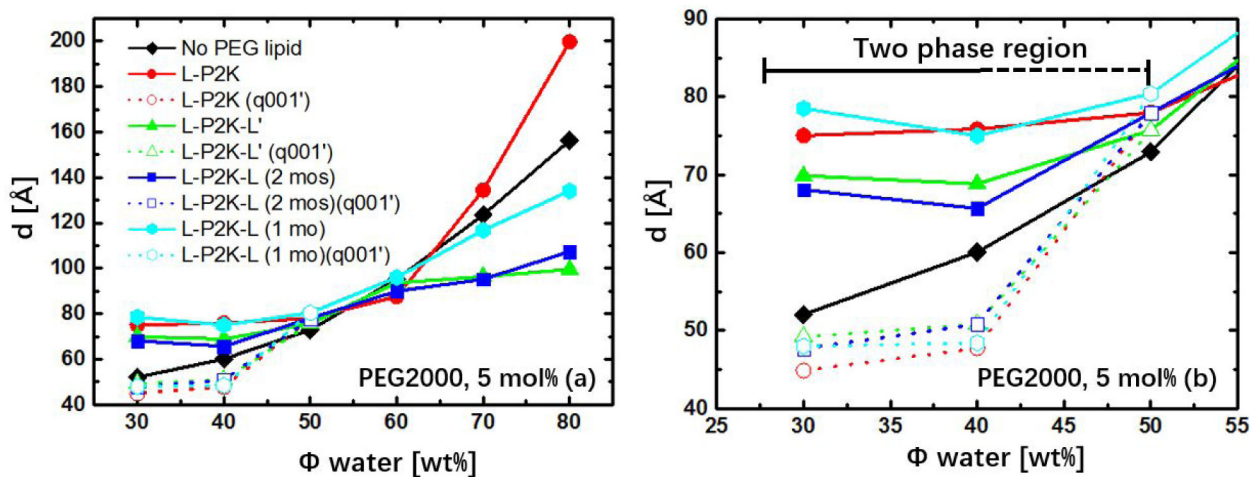 200
180
160
140
120
100
80
60
40
d [Å]
No PEG lipid
L-P2K
L-P2K (q001')
L-P2K-L'
L-P2K-L' (q001')
L-P2K-L (2 mos)
L-P2K-L (2 mos)(q001')
L-P2K-L (1 mo)
L-P2K-L (1 mo)(q001')
PEG2000, 5 mol% (a)
30 40 50 60 70 80
Φ water [wt%]
90
80
70
60
50
40
d [Å]
Two phase region
PEG2000, 5 mol% (b)
25 30 35 40 45 50 55
Φ water [wt%]